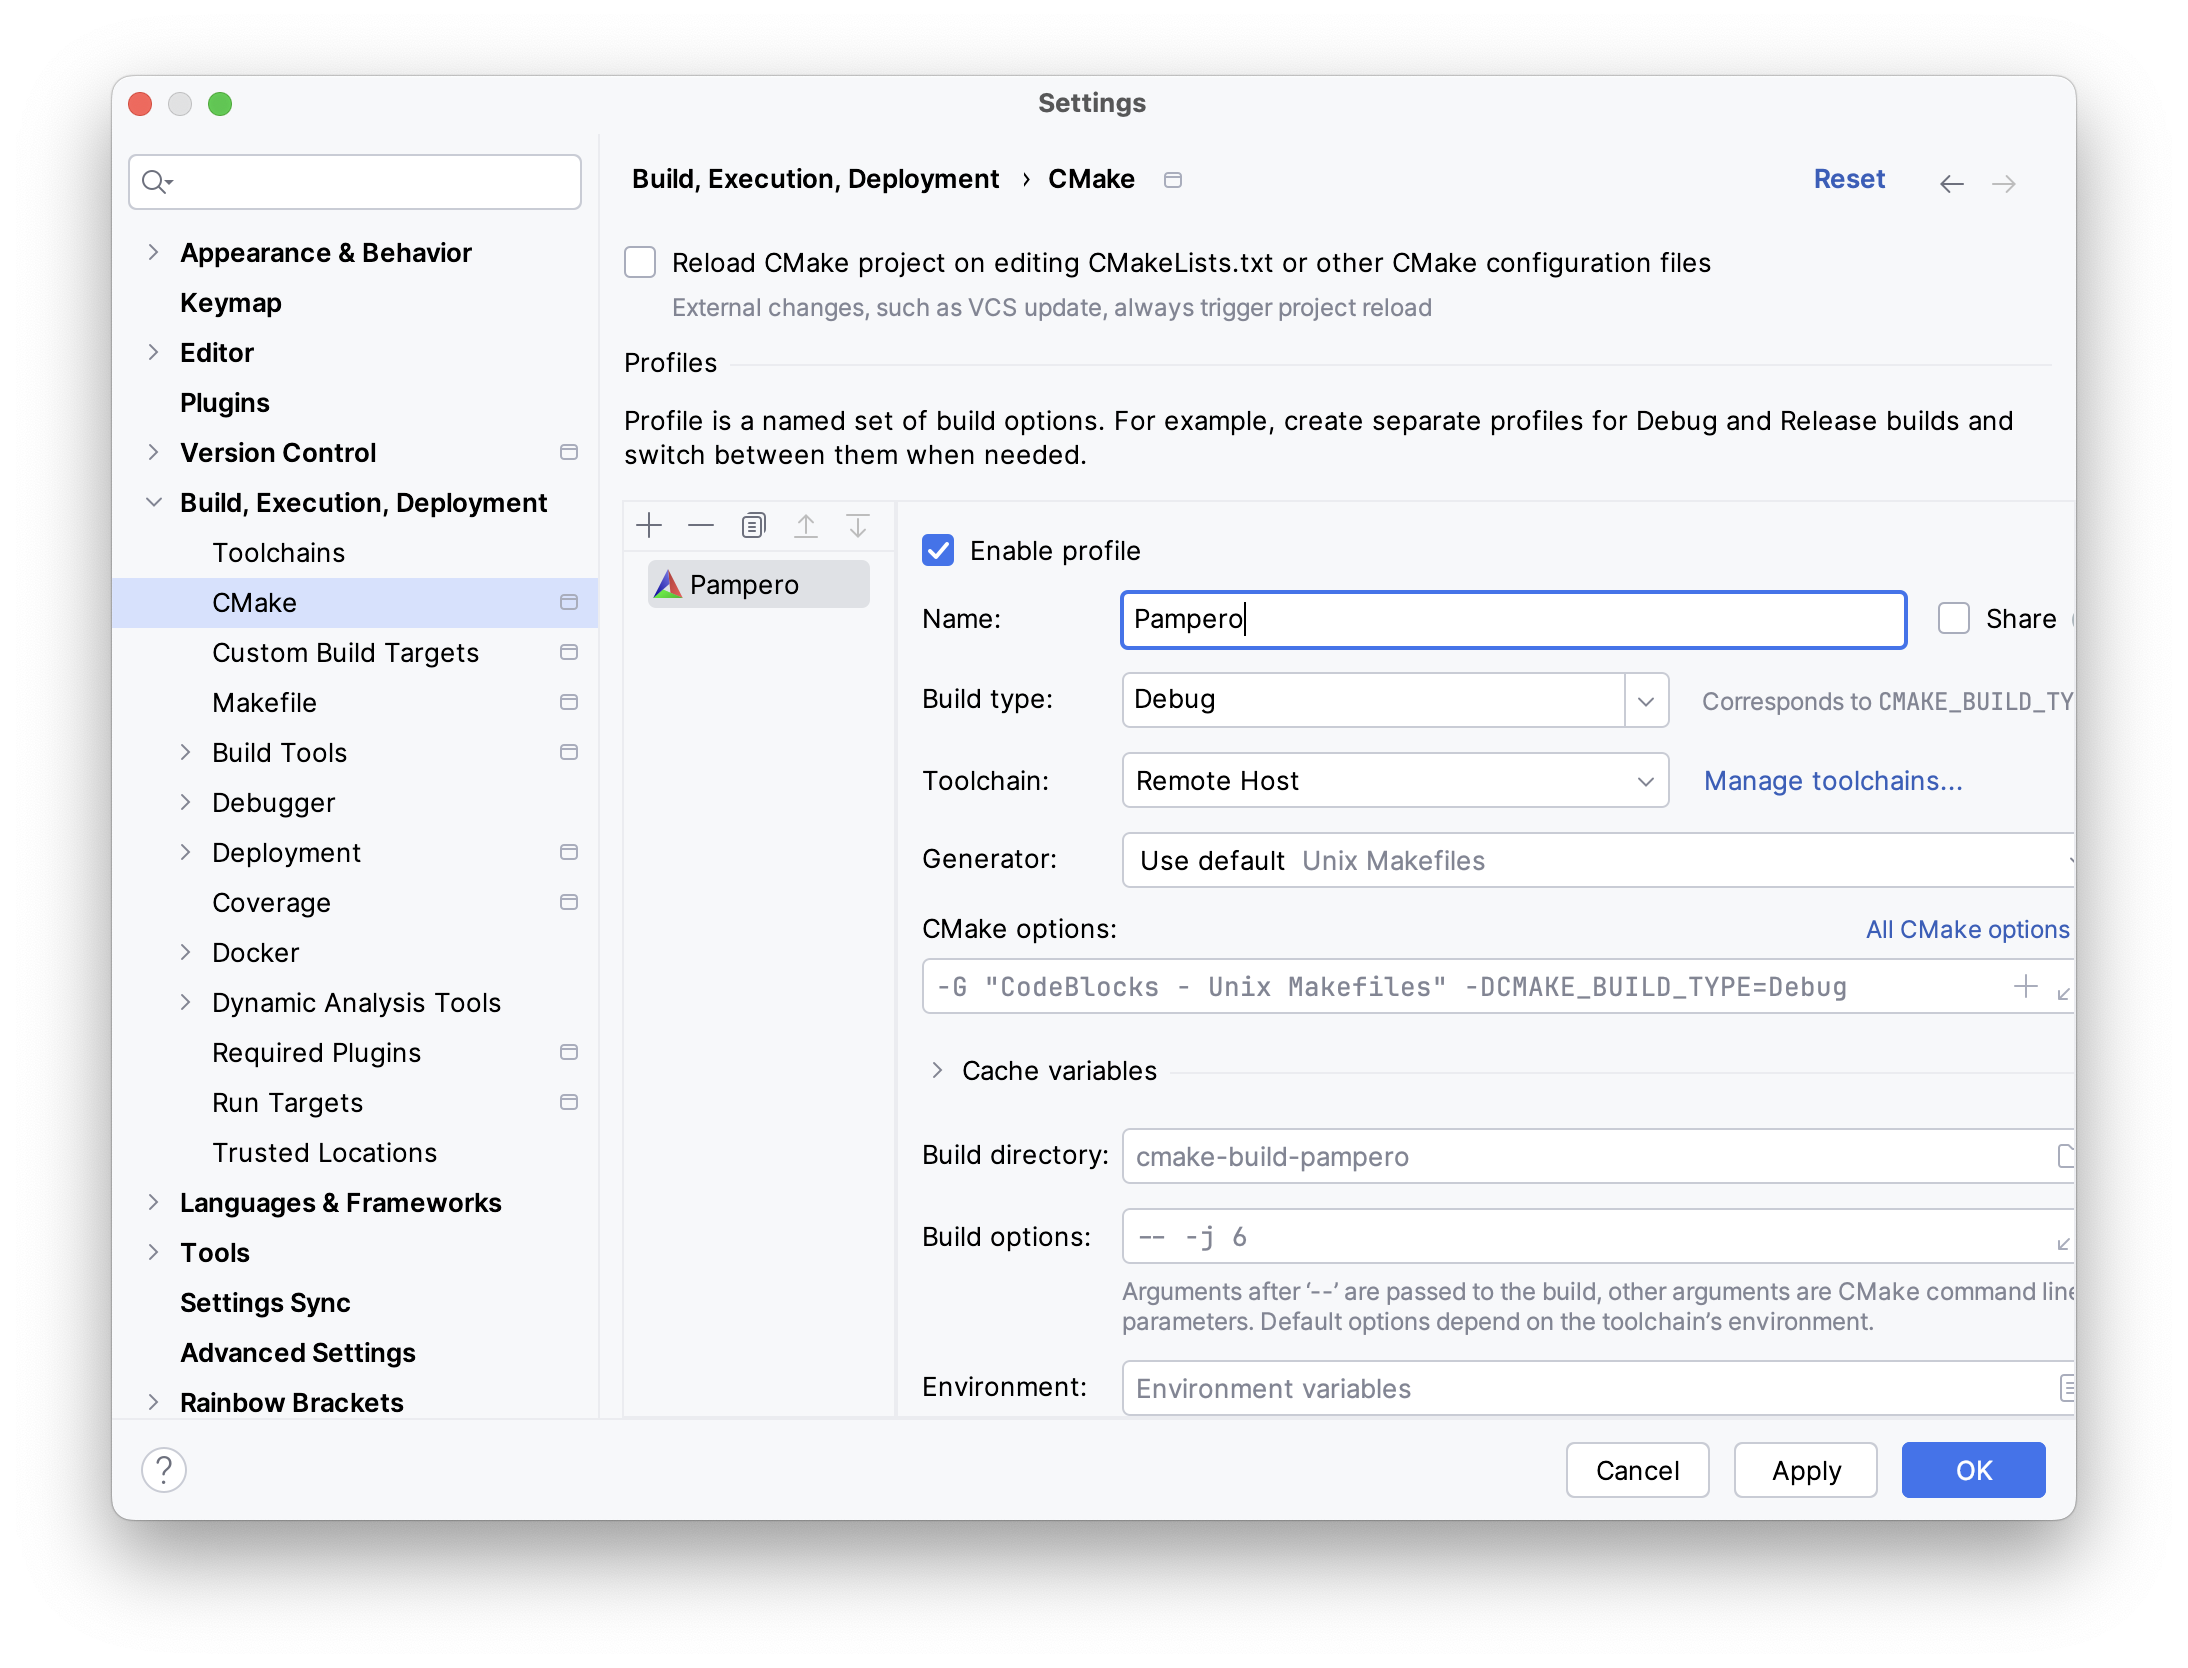 Settings
Appearance & Behavior
Keymap
Editor
Plugins
Version Control
Build, Execution, Deployment
Toolchains
CMake
Custom Build Targets
Makefile
Build Tools
Debugger
Deployment
Coverage
Docker
Dynamic Analysis Tools
Required Plugins
Run Targets
Trusted Locations
Languages & Frameworks
Tools
Settings Sync
Advanced Settings
Rainbow Brackets
Build, Execution, Deployment › CMake
Reset
Reload CMake project on editing CMakeLists.txt or other CMake configuration files
External changes, such as VCS update, always trigger project reload
Profiles
Profile is a named set of build options. For example, create separate profiles for Debug and Release builds and
switch between them when needed.
Pampero
Enable profile
Name: Pampero Share
Build type: Debug Corresponds to CMAKE_BUILD_TY
Toolchain: Remote Host Manage toolchains...
Generator: Use default Unix Makefiles
CMake options: All CMake options
-G "CodeBlocks - Unix Makefiles" -DCMAKE_BUILD_TYPE=Debug
Cache variables
Build directory: cmake-build-pampero
Build options: -- -j 6
Arguments after ‘--’ are passed to the build, other arguments are CMake command line
parameters. Default options depend on the toolchain’s environment.
Environment: Environment variables
?
Cancel
Apply
OK